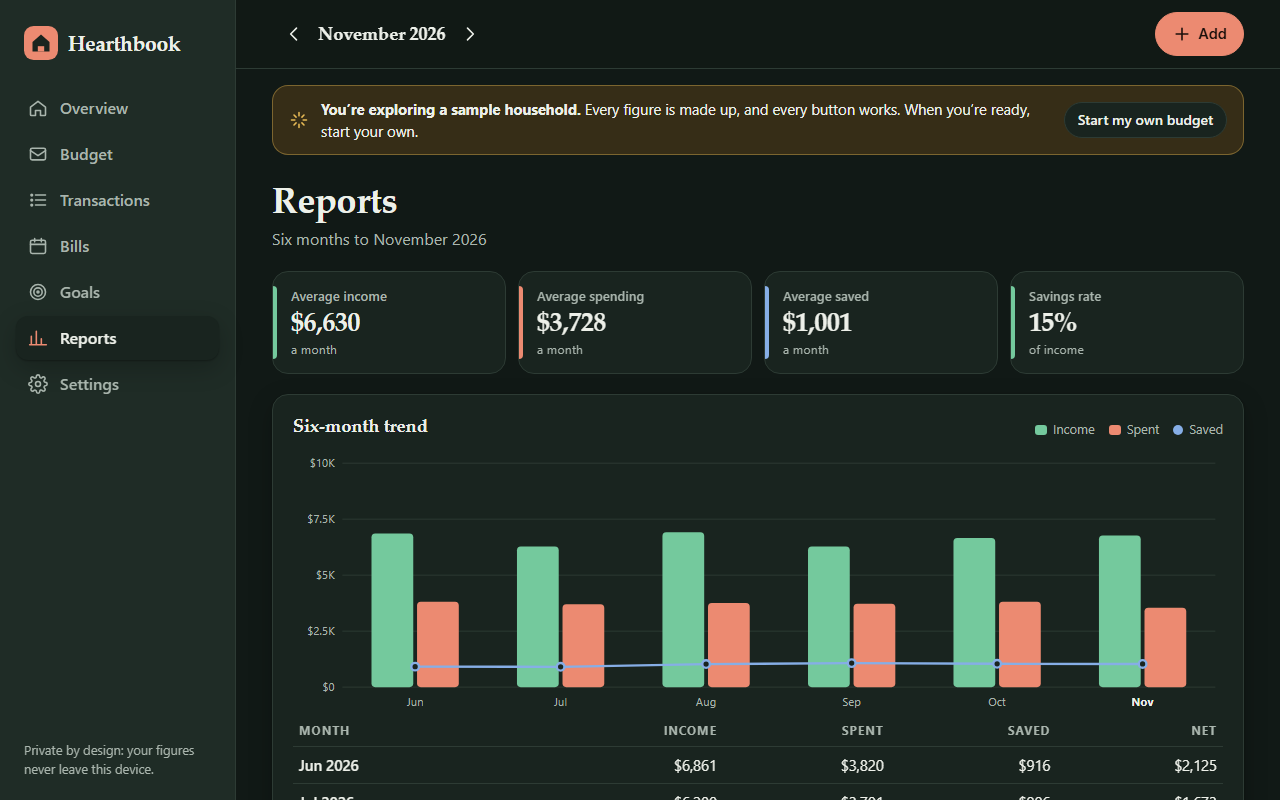 Hearthbook
Overview
Budget
Transactions
Bills
Goals
Reports
Settings
Private by design: your figures
never leave this device.
November 2026
Add
You’re exploring a sample household. Every figure is made up, and every button works. When you’re ready,
start your own.
Start my own budget
Reports
Six months to November 2026
Average income
$6,630
a month
Average spending
$3,728
a month
Average saved
$1,001
a month
Savings rate
15%
of income
Six-month trend
Income Spent Saved
$10K
$7.5K
$5K
$2.5K
$0
Jun Jul Aug Sep Oct Nov
MONTH INCOME SPENT SAVED NET
Jun 2026 $6,861 $3,820 $916 $2,125